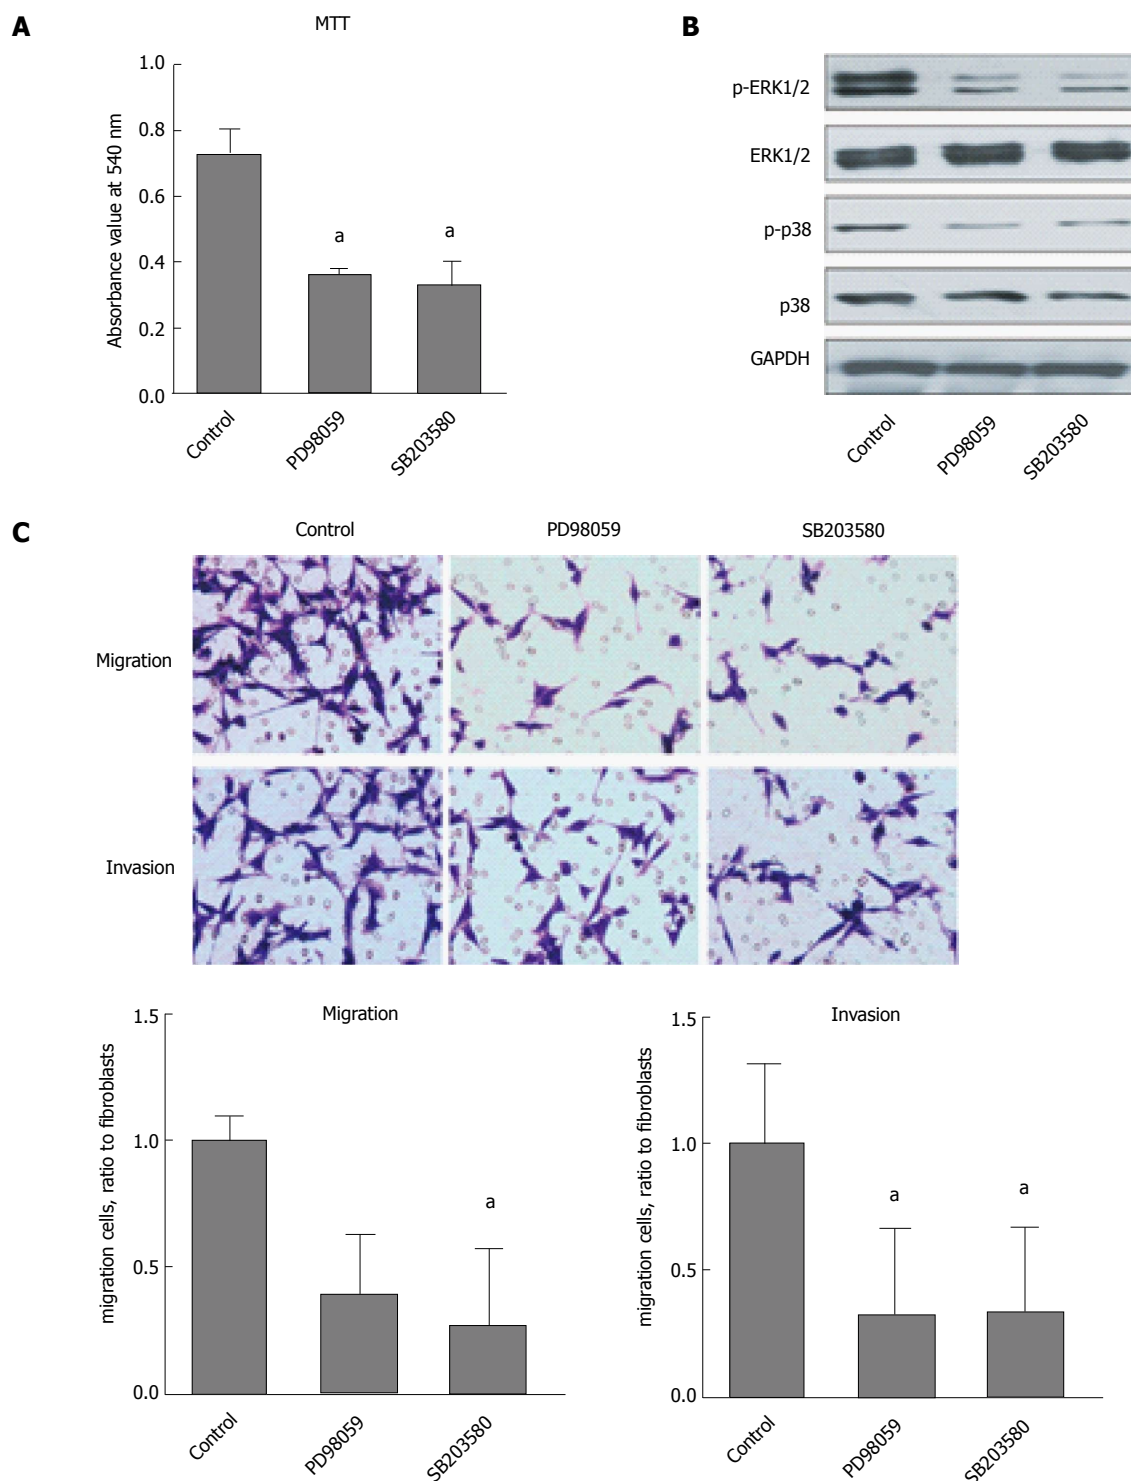 A
MTT
1.0
0.8
0.6
0.4
0.2
0.0
Absorbance value at 540 nm
a
a
Control
PD98059
SB203580
B
p-ERK1/2
ERK1/2
p-p38
p38
GAPDH
Control
PD98059
SB203580
C
Control
PD98059
SB203580
Migration
Invasion
Migration
1.5
1.0
0.5
0.0
migration cells, ratio to fibroblasts
a
Control
PD98059
SB203580
Invasion
1.5
1.0
0.5
0.0
migration cells, ratio to fibroblasts
a
a
Control
PD98059
SB203580